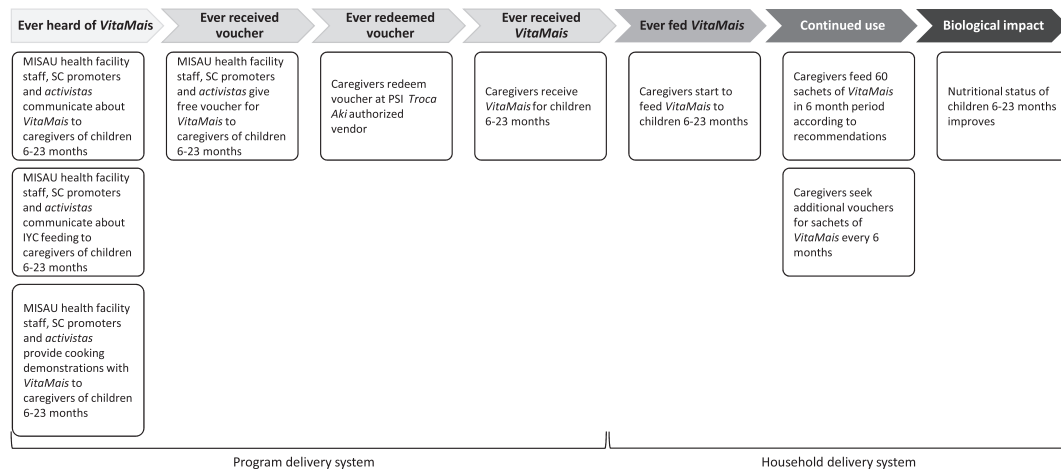 Ever heard of VitaMais
Ever received
voucher
Ever redeemed
voucher
Ever received
VitaMais
Ever fed VitaMais
Continued use
Biological impact
MISAU health facility
staff, SC promoters
and activistas
communicate about
VitaMais to
caregivers of children
6-23 months
MISAU health facility
staff, SC promoters
and activistas give
free voucher for
VitaMais to
caregivers of children
6-23 months
Caregivers redeem
voucher at PSI Troca
Aki authorized
vendor
Caregivers receive
VitaMais for children
6-23 months
Caregivers start to
feed VitaMais to
children 6-23 months
Caregivers feed 60
sachets of VitaMais
in 6 month period
according to
recommendations
Nutritional status of
children 6-23 months
improves
MISAU health facility
staff, SC promoters
and activistas
communicate about
IYC feeding to
caregivers of children
6-23 months
Caregivers seek
additional vouchers
for sachets of
VitaMais every 6
months
MISAU health facility
staff, SC promoters
and activistas
provide cooking
demonstrations with
VitaMais to
caregivers of children
6-23 months
Program delivery system
Household delivery system